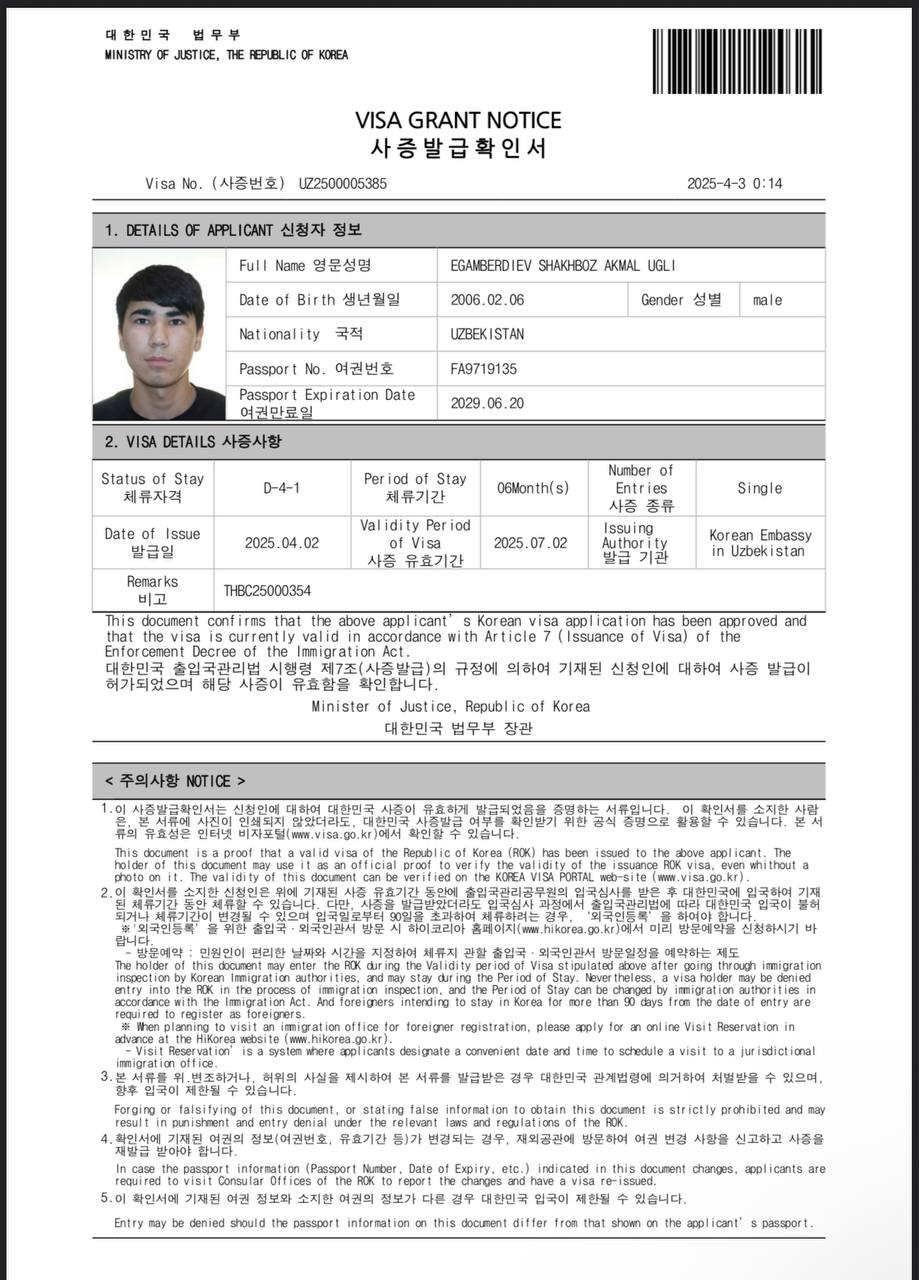 대한민국 법무부
MINISTRY OF JUSTICE, THE REPUBLIC OF KOREA
VISA GRANT NOTICE
사증발급확인서
Visa No. (사증번호) UZ2500005385
2025-4-3 0:14
1. DETAILS OF APPLICANT 신청자 정보
Full Name 영문성명
EGAMBERDIEV SHAKHBOZ AKMAL UGLI
Date of Birth 생년월일
2006.02.06
Gender 성별
male
Nationality 국적
UZBEKISTAN
Passport No. 여권번호
FA9719135
Passport Expiration Date
여권만료일
2029.06.20
2. VISA DETAILS 사증사항
Status of Stay
체류자격
D-4-1
Period of Stay
체류기간
06Month(s)
Number of
Entries
사증 종류
Single
Date of Issue
발급일
2025.04.02
Validity Period
of Visa
사증 유효기간
2025.07.02
Issuing
Authority
발급 기관
Korean Embassy
in Uzbekistan
Remarks
비고
THBC25000354
This document confirms that the above applicant's Korean visa application has been approved and
that the visa is currently valid in accordance with Article 7 (Issuance of Visa) of the
Enforcement Decree of the Immigration Act.
대한민국 출입국관리법 시행령 제7조(사증발급)의 규정에 의하여 기재된 신청인에 대하여 사증 발급이
허가되었으며 해당 사증이 유효함을 확인합니다.
Minister of Justice, Republic of Korea
대한민국 법무부 장관
< 주의사항 NOTICE >
1. 이 사증발급확인서는 신청인에 대하여 대한민국 사증이 유효하게 발급되었음을 증명하는 서류입니다. 이 확인서를 소지한 사람
은, 본 서류에 사진이 인쇄되지 않았더라도, 대한민국 사증발급 여부를 확인받기 위한 공식 증명으로 활용할 수 있습니다. 본 서
류의 유효성은 인터넷 비자포털(www.visa.go.kr)에서 확인할 수 있습니다.
This document is a proof that a valid visa of the Republic of Korea (ROK) has been issued to the above applicant. The
holder of this document may use it as an official proof to verify the validity of the issuance ROK visa, even without a
photo on it. The validity of this document can be verified on the KOREA VISA PORTAL web-site (www.visa.go.kr).
2. 이 확인서를 소지한 신청인은 위에 기재된 사증 유효기간 동안에 출입국관리공무원의 입국심사를 받은 후 대한민국에 입국하여 기재
된 체류기간 동안 체류할 수 있습니다. 다만, 사증을 발급받았더라도 입국심사 과정에서 출입국관리법에 따라 대한민국 입국이 불허
되거나 체류기간이 변경될 수 있으며 입국일로부터 90일을 초과하여 체류하려는 경우, '외국인등록'을 하여야 합니다.
※'외국인등록'을 위한 출입국·외국인관서 방문 시 하이코리아 홈페이지(www.hikorea.go.kr)에서 미리 방문예약을 신청하시기 바
랍니다.
- 방문예약 : 민원인이 편리한 날짜와 시간을 지정하여 체류지 관할 출입국·외국인관서 방문일정을 예약하는 제도
The holder of this document may enter the ROK during the Validity period of Visa stipulated above after going through immigration
inspection by Korean Immigration authorities, and may stay during the Period of Stay. Nevertheless, a visa holder may be denied
entry into the ROK in the process of immigration inspection, and the Period of Stay can be changed by immigration authorities in
accordance with the Immigration Act. And foreigners intending to stay in Korea for more than 90 days from the date of entry are
required to register as foreigners.
※ When planning to visit an immigration office for foreigner registration, please apply for an online Visit Reservation in
advance at the HiKorea website (www.hikorea.go.kr).
- Visit Reservation' is a system where applicants designate a convenient date and time to schedule a visit to a jurisdictional
immigration office.
3. 본 서류를 위.변조하거나, 허위의 사실을 제시하여 본 서류를 발급받은 경우 대한민국 관계법령에 의거하여 처벌받을 수 있으며,
향후 입국이 제한될 수 있습니다.
Forging or falsifying of this document, or stating false information to obtain this document is strictly prohibited and may
result in punishment and entry denial under the relevant laws and regulations of the ROK.
4. 확인서에 기재된 여권의 정보(여권번호, 유효기간 등)가 변경되는 경우, 재외공관에 방문하여 여권 변경 사항을 신고하고 사증을
재발급 받아야 합니다.
In case the passport information (Passport Number, Date of Expiry, etc.) indicated in this document changes, applicants are
required to visit Consular Offices of the ROK to report the changes and have a visa re-issued.
5. 이 확인서에 기재된 여권 정보와 소지한 여권의 정보가 다른 경우 대한민국 입국이 제한될 수 있습니다.
Entry may be denied should the passport information on this document differ from that shown on the applicant's passport.